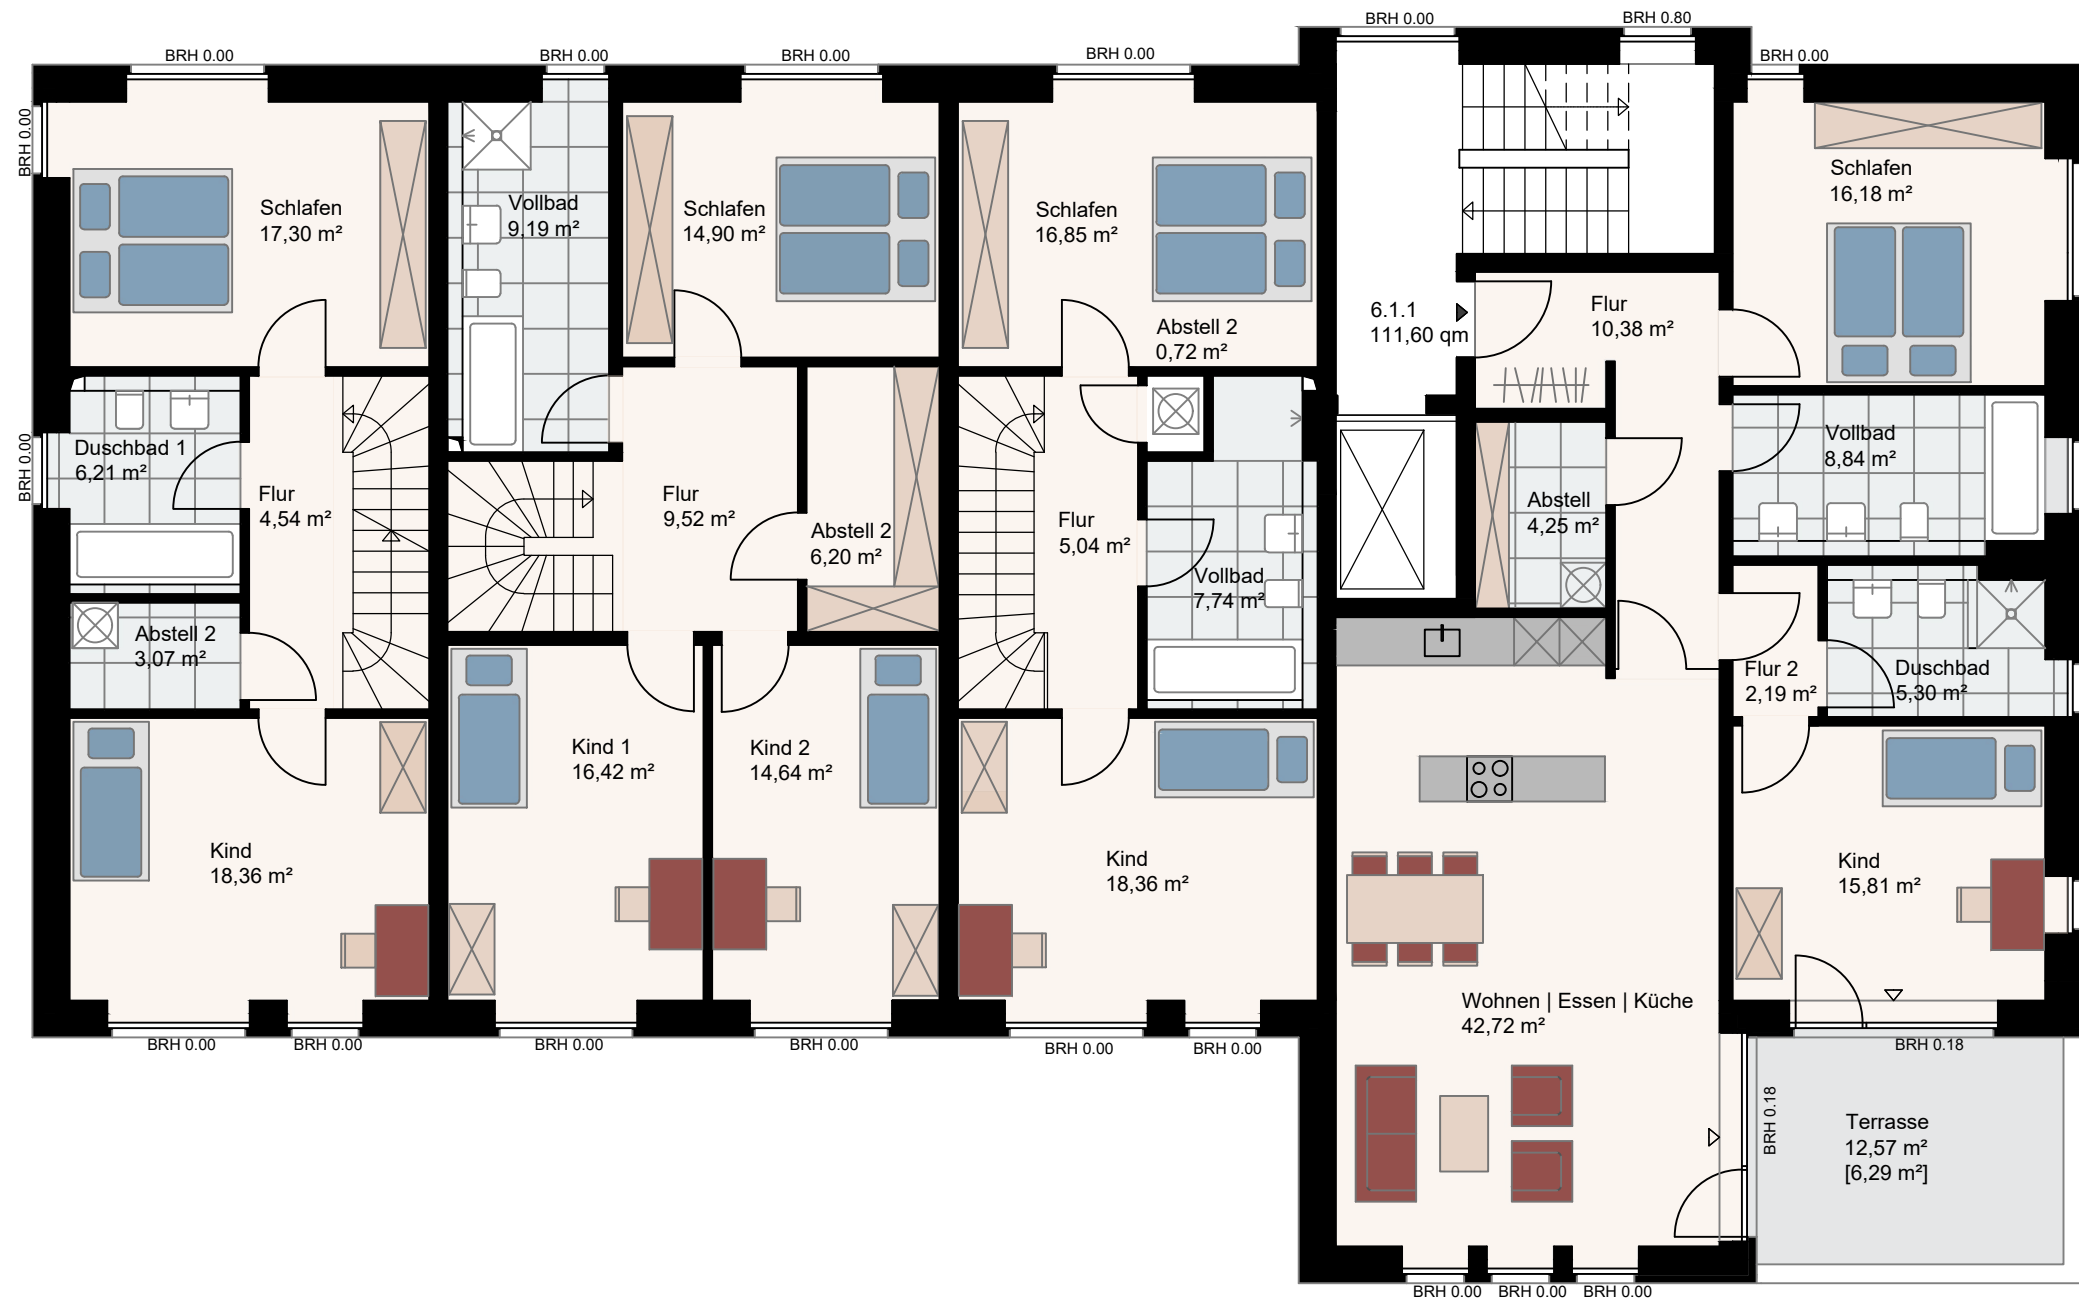 BRH 0.00
BRH 0.00
BRH 0.00
BRH 0.00
BRH 0.00
BRH 0.80
BRH 0.00
BRH 0.00
Schlafen
17,30 m²
Vollbad
9.19 m²
Schlafen
14,90 m²
Schlafen
16,85 m²
Abstell 2
0,72 m²
6.1.1
111,60 qm
Flur
10,38 m²
Schlafen
16,18 m²
BRH 0.00
Duschbad 1
6,21 m²
Flur
4,54 m²
Flur
9,52 m²
Abstell 2
6,20 m²
Flur
5,04 m²
Vollbad
7,74 m²
Abstell
4,25 m²
Vollbad
8,84 m²
Abstell 2
3,07 m²
Flur 2
2,19 m²
Duschbad
5,30 m²
Kind
18,36 m²
Kind 1
16,42 m²
Kind 2
14,64 m²
Kind
18,36 m²
Kind
15,81 m²
Wohnen | Essen | Küche
42,72 m²
BRH 0.00
BRH 0.00
BRH 0.00
BRH 0.00
BRH 0.00
BRH 0.00
BRH 0.18
BRH 0.18
Terrasse
12,57 m²
[6,29 m²]
BRH 0.00
BRH 0.00
BRH 0.00